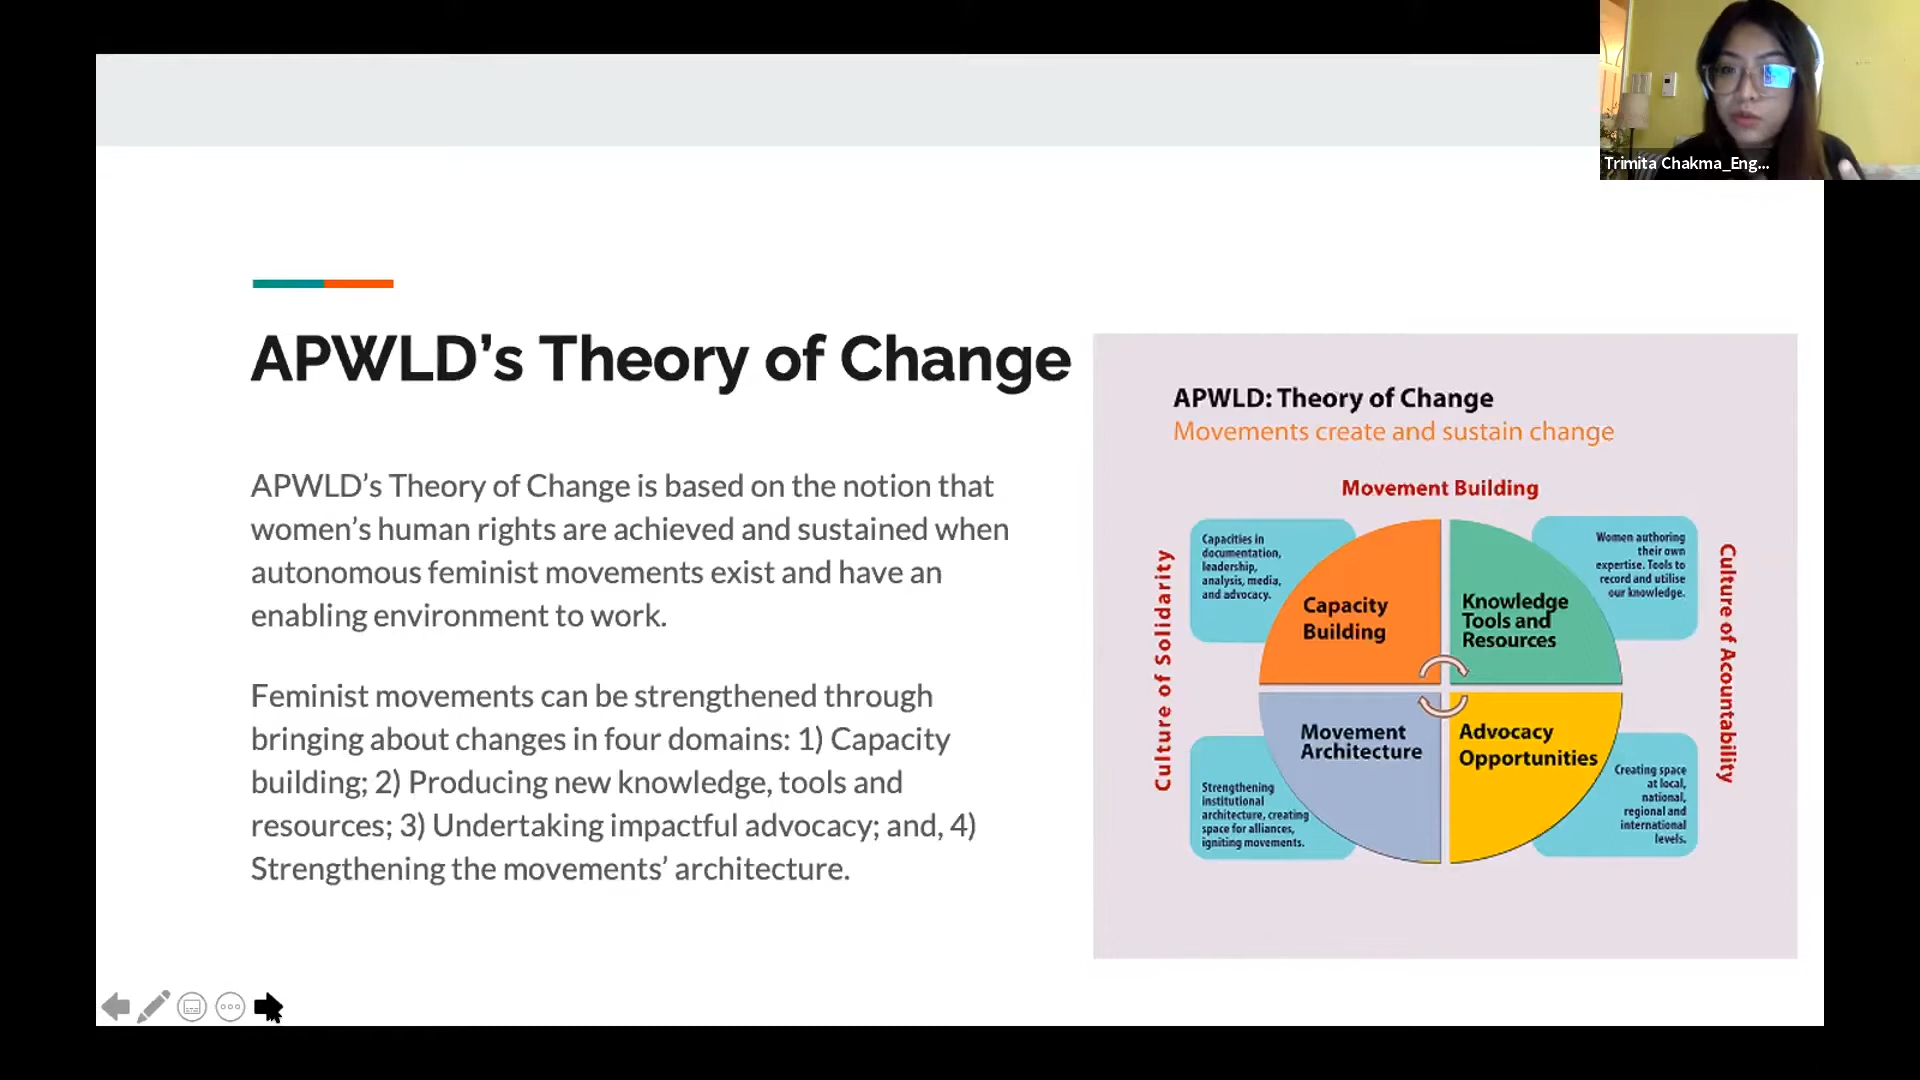 Trimita Chakma_Eng...
APWLD’s Theory of Change
APWLD’s Theory of Change is based on the notion that
women’s human rights are achieved and sustained when
autonomous feminist movements exist and have an
enabling environment to work.
Feminist movements can be strengthened through
bringing about changes in four domains: 1) Capacity
building; 2) Producing new knowledge, tools and
resources; 3) Undertaking impactful advocacy; and, 4)
Strengthening the movements’ architecture.
APWLD: Theory of Change
Movements create and sustain change
Movement Building
Culture of Solidarity
Capacities in
documentation,
leadership,
analysis, media,
and advocacy.
Capacity
Building
Knowledge
Tools and
Resources
Women authoring
their own
expertise. Tools to
record and utilise
our knowledge.
Culture of Accountability
Strengthening
institutional
architecture, creating
space for alliances,
igniting movements.
Movement
Architecture
Advocacy
Opportunities
Creating space
at local,
national,
regional and
international
levels.